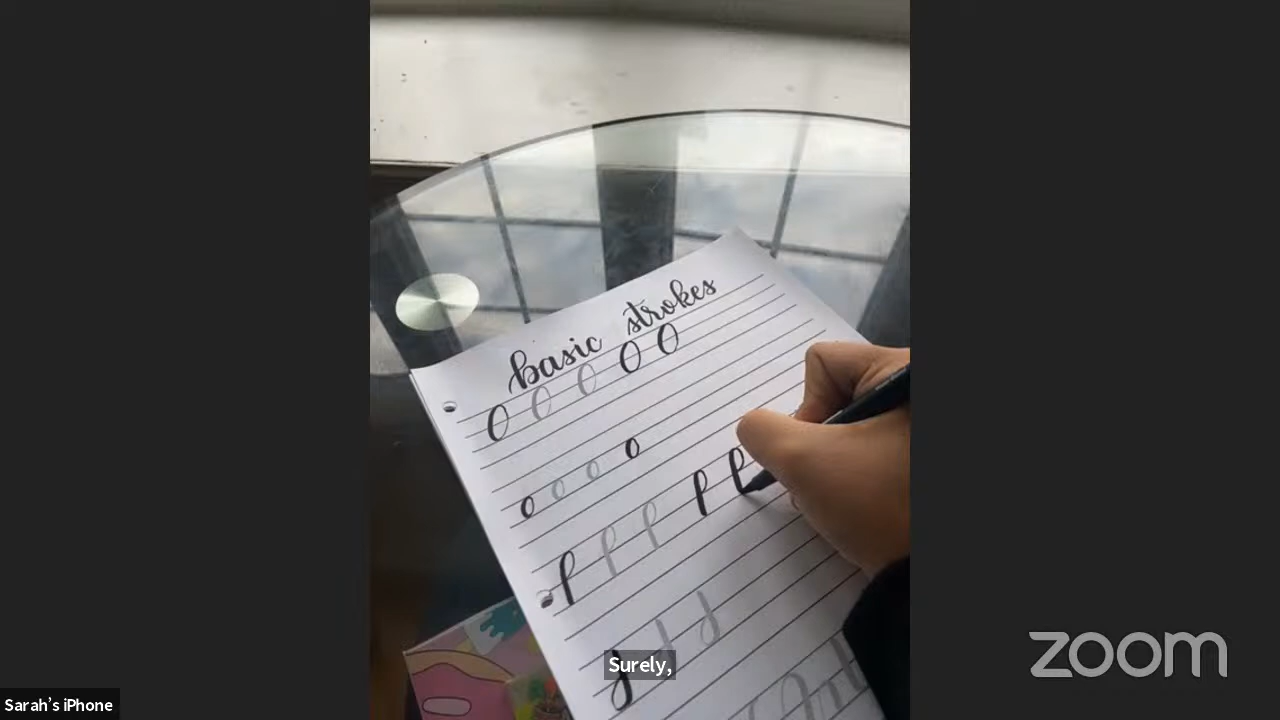 basic strokes
O O O O O
o o o o
Surely,
Sarah's iPhone
zoom